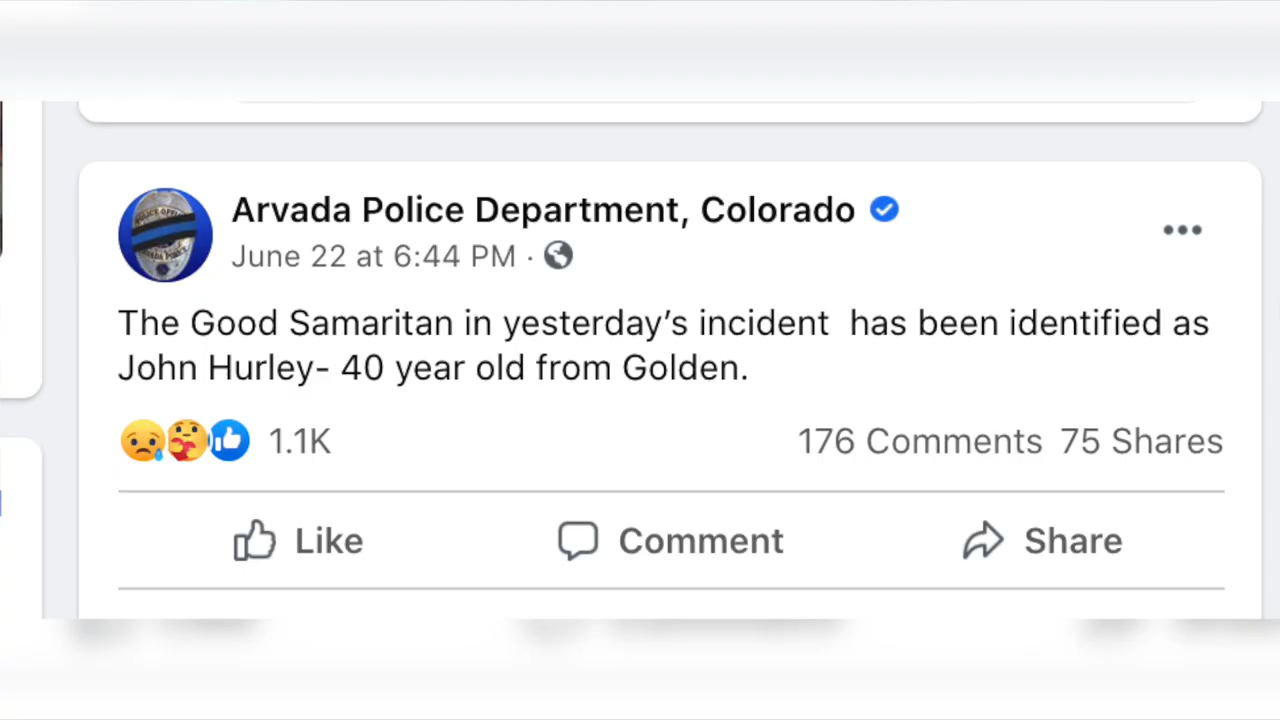 Arvada Police Department, Colorado
June 22 at 6:44 PM ·
The Good Samaritan in yesterday's incident  has been identified as
John Hurley- 40 year old from Golden.
1.1K 176 Comments 75 Shares
Like Comment Share